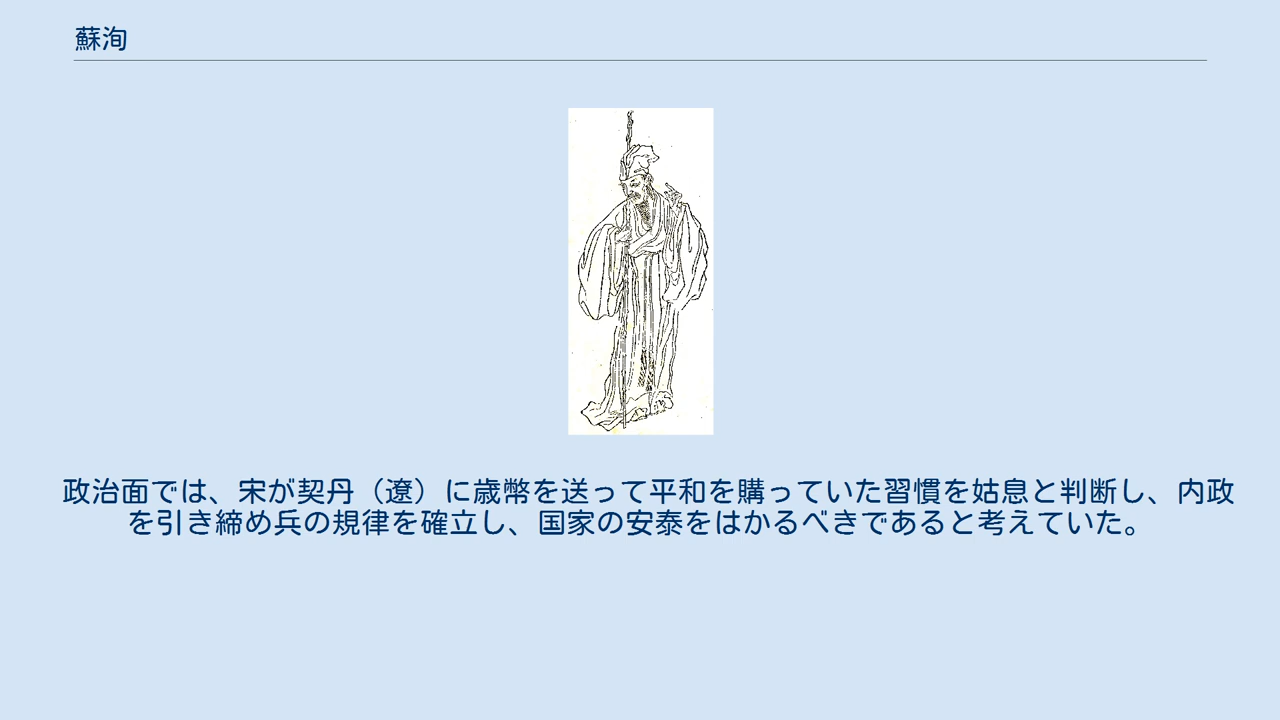 蘇洵
政治面では、宋が契丹（遼）に歳幣を送って平和を購っていた習慣を姑息と判断し、内政
を引き締め兵の規律を確立し、国家の安泰をはかるべきであると考えていた。